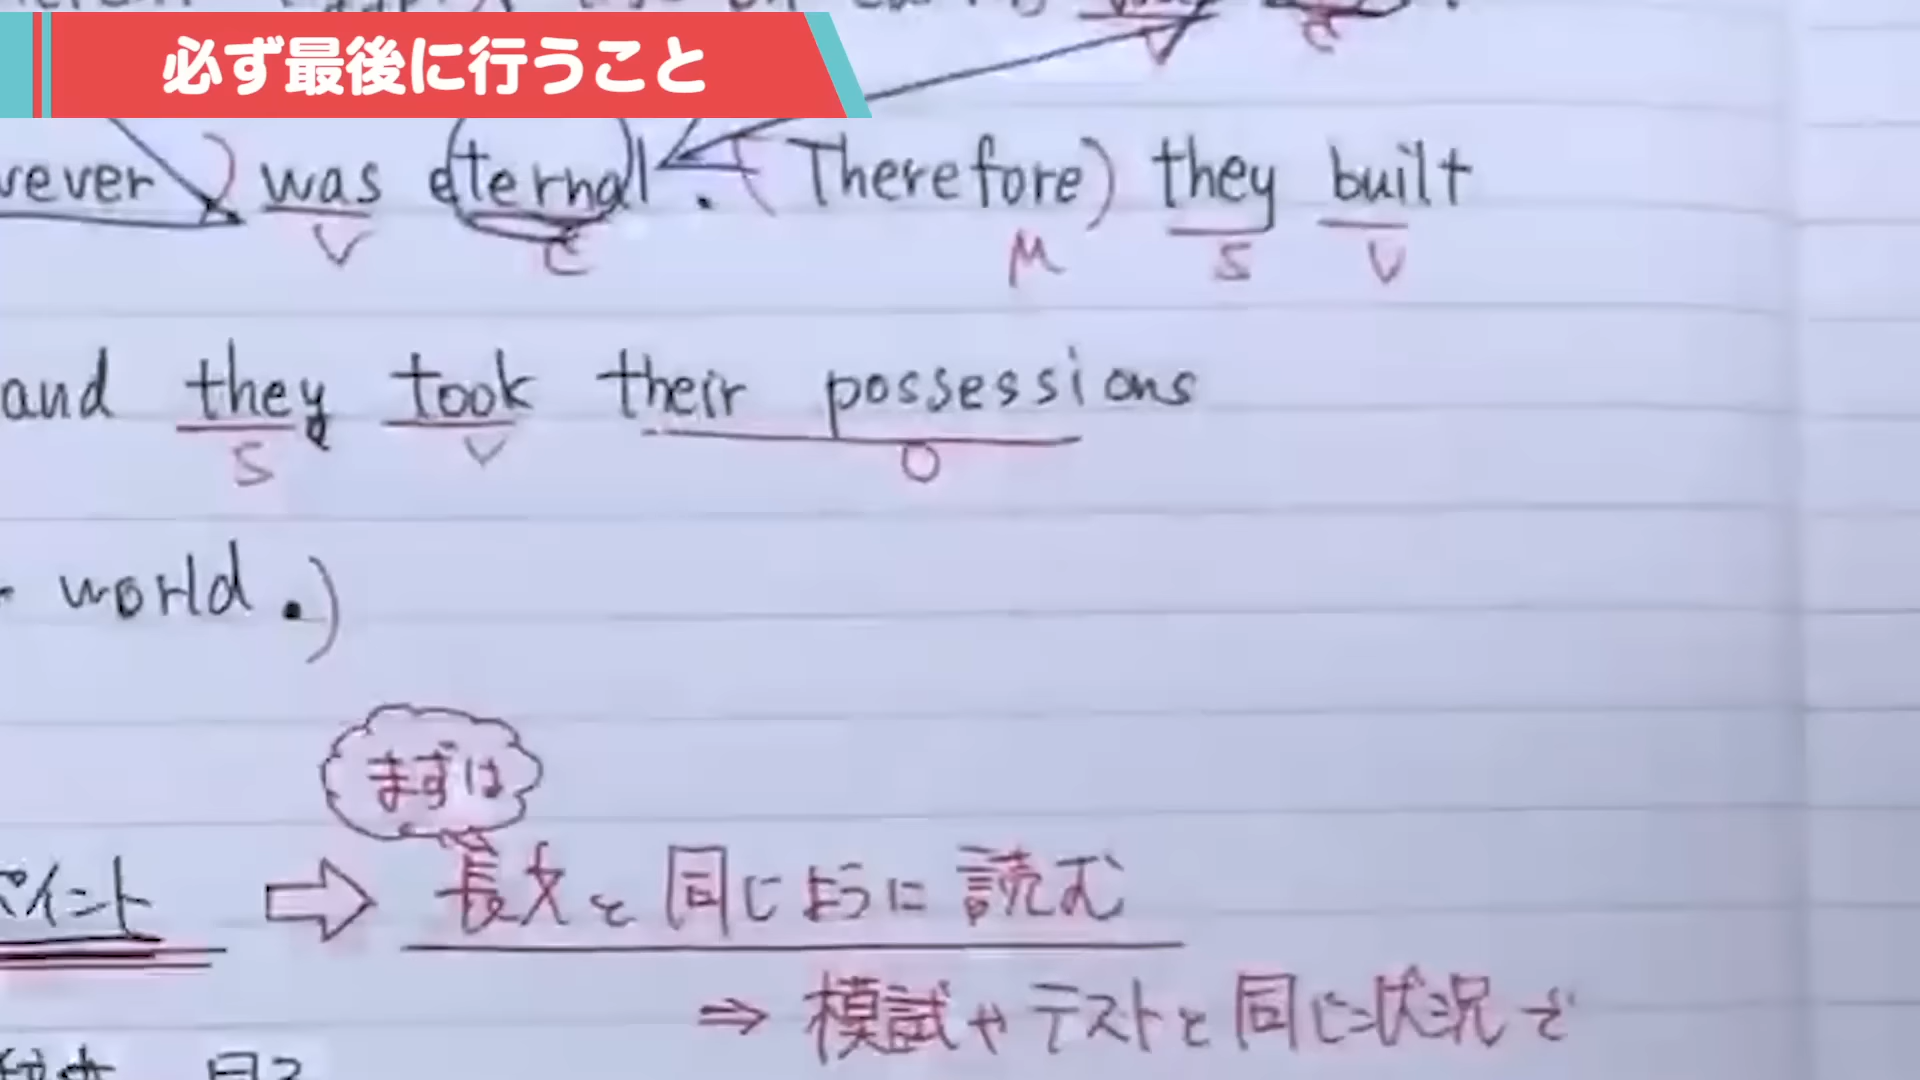 必ず最後に行うこと
was eternal. (Therefore) they built
V C M S V
and they took their possessions
S V O
world.)
まずは
ポイント ⇨ 長文と同じように読む
⇒ 模試やテストと同じ状況で